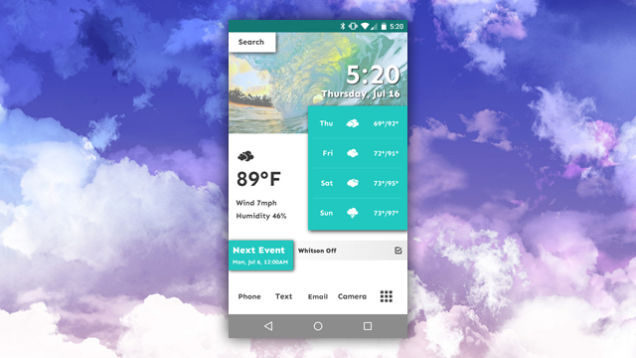 5:20
Search
5:20
Thursday, Jul 16
Thu 69°/92°
Fri 72°/95°
Sat 73°/95°
Sun 73°/97°
89°F
Wind 7mph
Humidity 46%
Next Event
Mon, Jul 6, 12:00AM
Whitson Off
Phone Text Email Camera